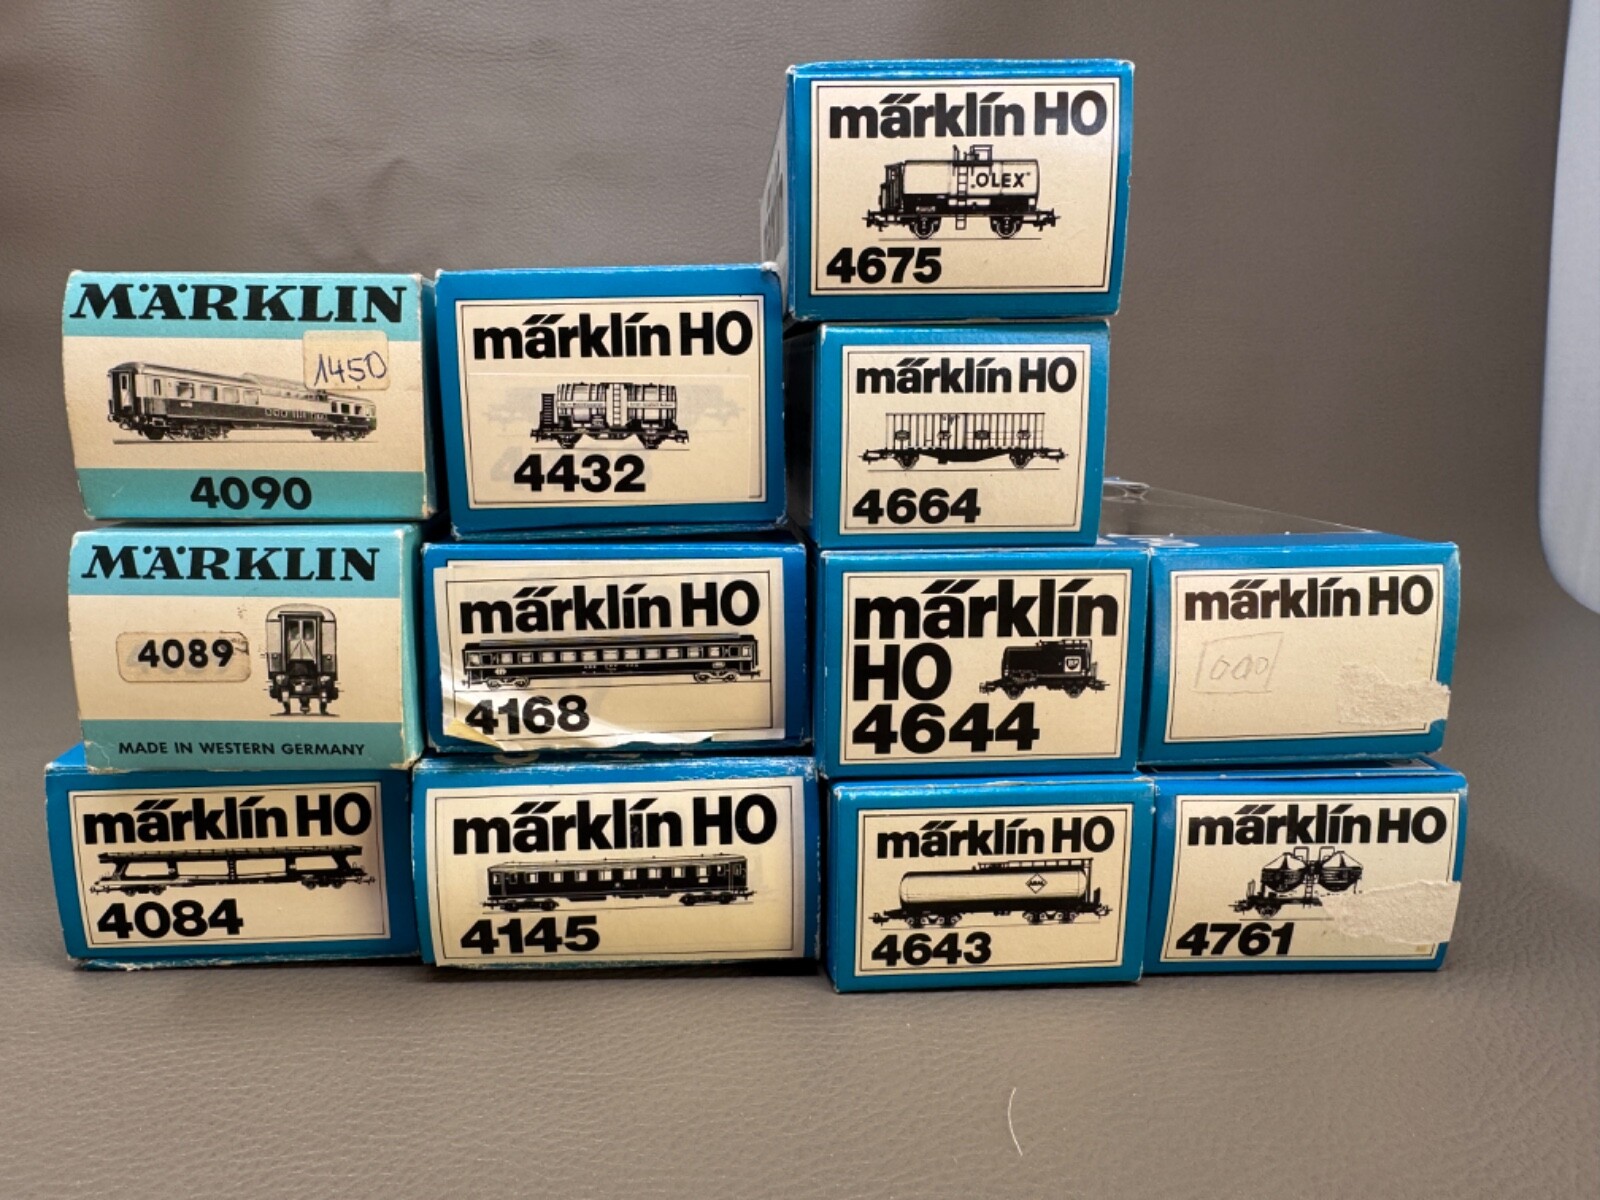 märklin HO
"OLEX"
4675
MÄRKLIN
1450
4090
märklin HO
4432
märklin HO
4664
MÄRKLIN
4089
MADE IN WESTERN GERMANY
märklin HO
4168
märklin
HO
BP
4644
märklin HO
märklin HO
4084
märklin HO
4145
märklin HO
ARAL
4643
märklin HO
4761